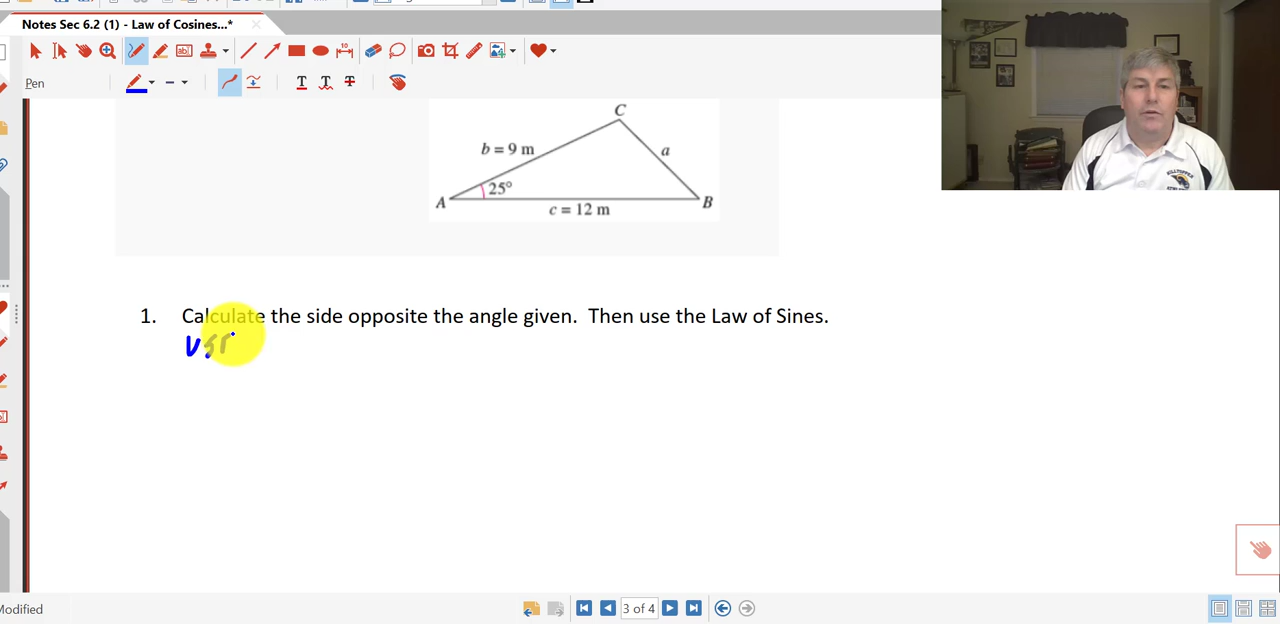 Notes Sec 6.2 (1) - Law of Cosines...*
Pen
C
b = 9 m
a
25°
A
B
c = 12 m
1. Calculate the side opposite the angle given. Then use the Law of Sines.
Modified
3 of 4